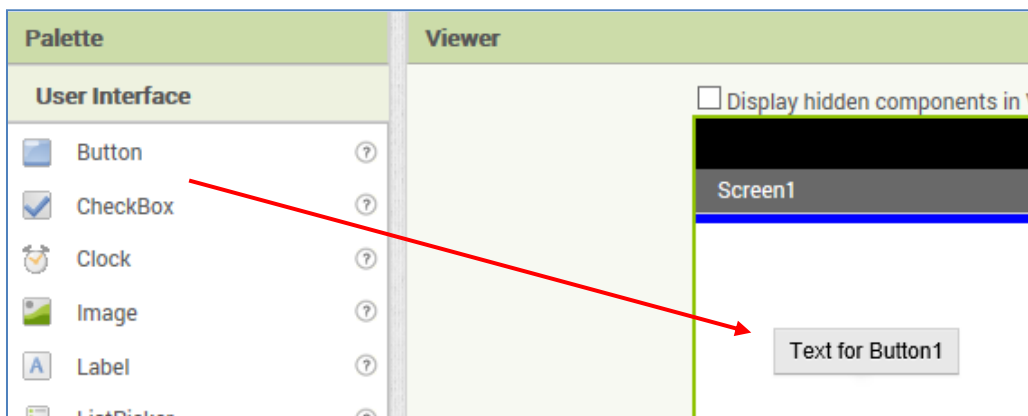 Palette
User Interface
Button
CheckBox
Clock
Image
Label
Viewer
Display hidden components in
Screen1
Text for Button1